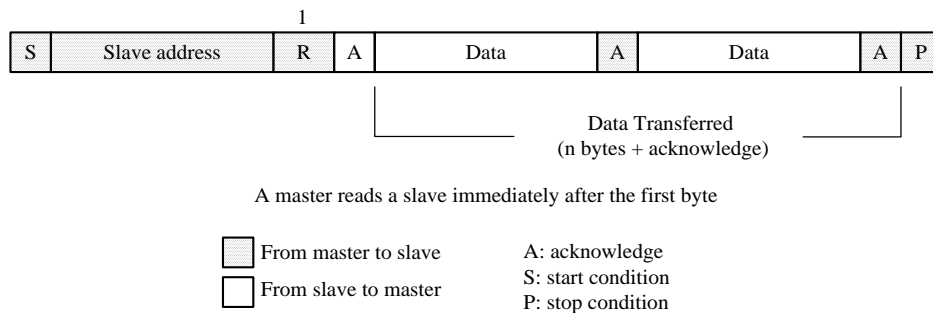 1
S Slave address R A Data A Data A P
Data Transferred
(n bytes + acknowledge)
A master reads a slave immediately after the first byte
From master to slave
From slave to master
A: acknowledge
S: start condition
P: stop condition